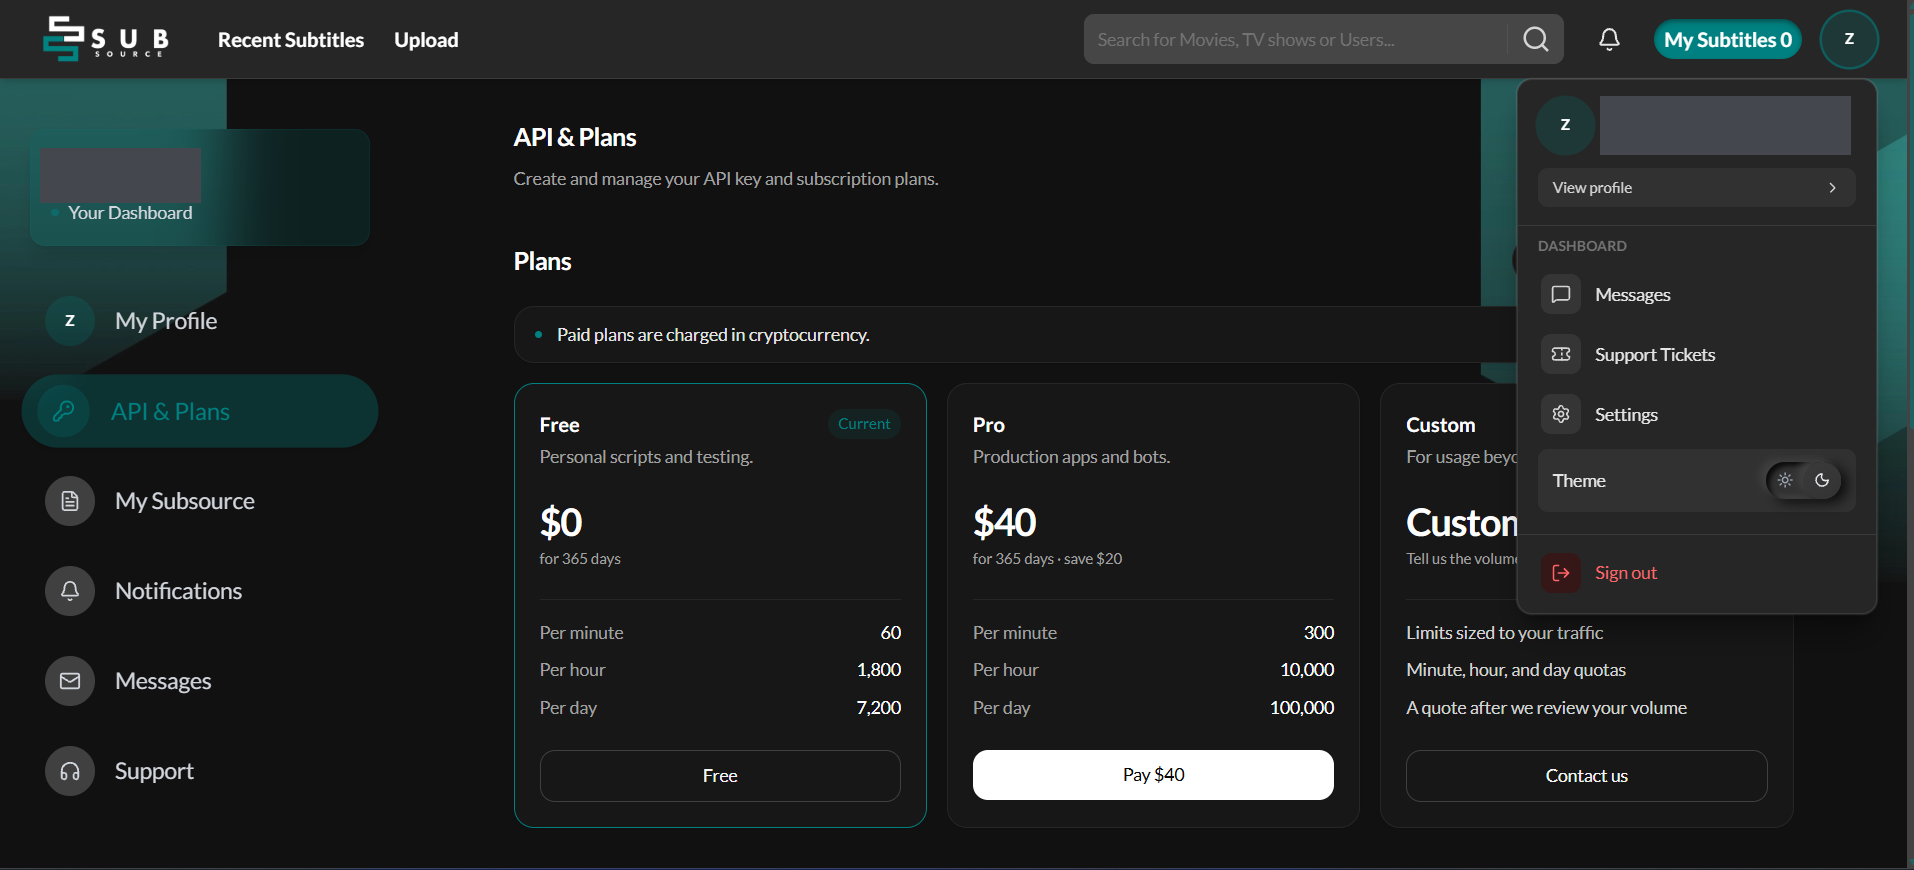 SUB
SOURCE
Recent Subtitles
Upload
Search for Movies, TV shows or Users...
My Subtitles 0
Z
Your Dashboard
Z
My Profile
API & Plans
My Subsource
Notifications
Messages
Support
API & Plans
Create and manage your API key and subscription plans.
Plans
Paid plans are charged in cryptocurrency.
Free
Current
Personal scripts and testing.
$0
for 365 days
Per minute
60
Per hour
1,800
Per day
7,200
Free
Pro
Production apps and bots.
$40
for 365 days · save $20
Per minute
300
Per hour
10,000
Per day
100,000
Pay $40
Custom
For usage
Tell us the
Limits sized to your traffic
Minute, hour, and day quotas
A quote after we review your volume
Contact us
Z
View profile
DASHBOARD
Messages
Support Tickets
Settings
Theme
Sign out